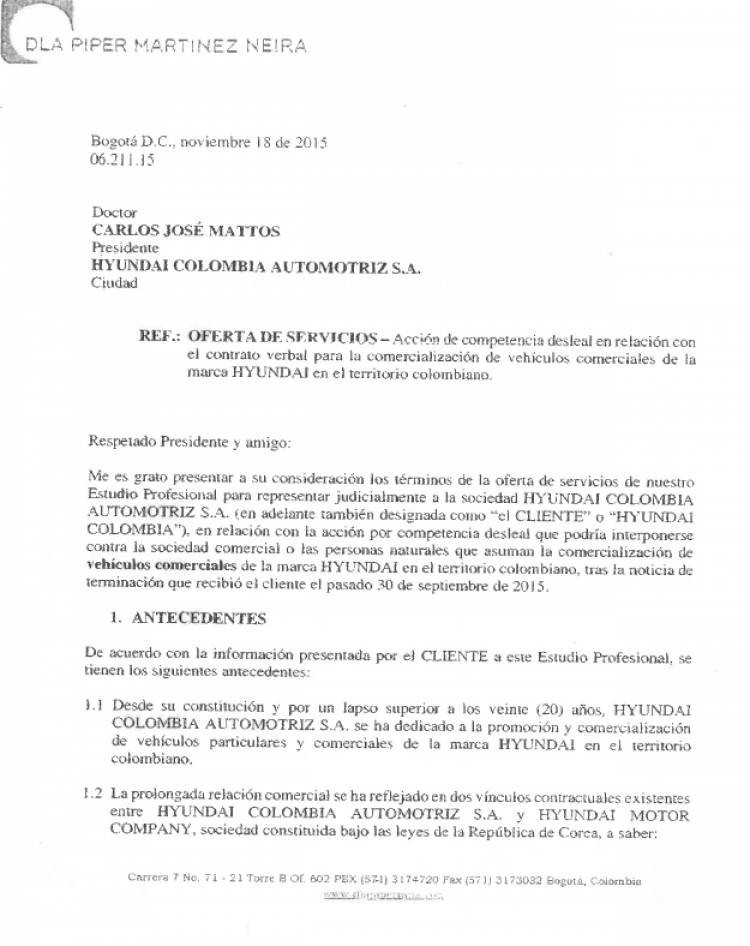 DLA PIPER MARTINEZ NEIRA
Bogotá D.C., noviembre 18 de 2015
06.211.15
Doctor
CARLOS JOSÉ MATTOS
Presidente
HYUNDAI COLOMBIA AUTOMOTRIZ S.A.
Ciudad
REF.: OFERTA DE SERVICIOS – Acción de competencia desleal en relación con
el contrato verbal para la comercialización de vehículos comerciales de la
marca HYUNDAI en el territorio colombiano.
Respetado Presidente y amigo:
Me es grato presentar a su consideración los términos de la oferta de servicios de nuestro
Estudio Profesional para representar judicialmente a la sociedad HYUNDAI COLOMBIA
AUTOMOTRIZ S.A. (en adelante también designada como “el CLIENTE” o “HYUNDAI
COLOMBIA”), en relación con la acción por competencia desleal que podría interponerse
contra la sociedad comercial o las personas naturales que asuman la comercialización de
vehículos comerciales de la marca HYUNDAI en el territorio colombiano, tras la noticia de
terminación que recibió el cliente el pasado 30 de septiembre de 2015.
1. ANTECEDENTES
De acuerdo con la información presentada por el CLIENTE a este Estudio Profesional, se
tienen los siguientes antecedentes:
1.1 Desde su constitución y por un lapso superior a los veinte (20) años, HYUNDAI
COLOMBIA AUTOMOTRIZ S.A. se ha dedicado a la promoción y comercialización
de vehículos particulares y comerciales de la marca HYUNDAI en el territorio
colombiano.
1.2 La prolongada relación comercial se ha reflejado en dos vínculos contractuales existentes
entre HYUNDAI COLOMBIA AUTOMOTRIZ S.A. y HYUNDAI MOTOR
COMPANY, sociedad constituida bajo las leyes de la República de Corea, a saber:
Carrera 7 No. 71 - 21 Torre B Of. 602 PBX (571) 3174720 Fax (571) 3173032 Bogotá, Colombia